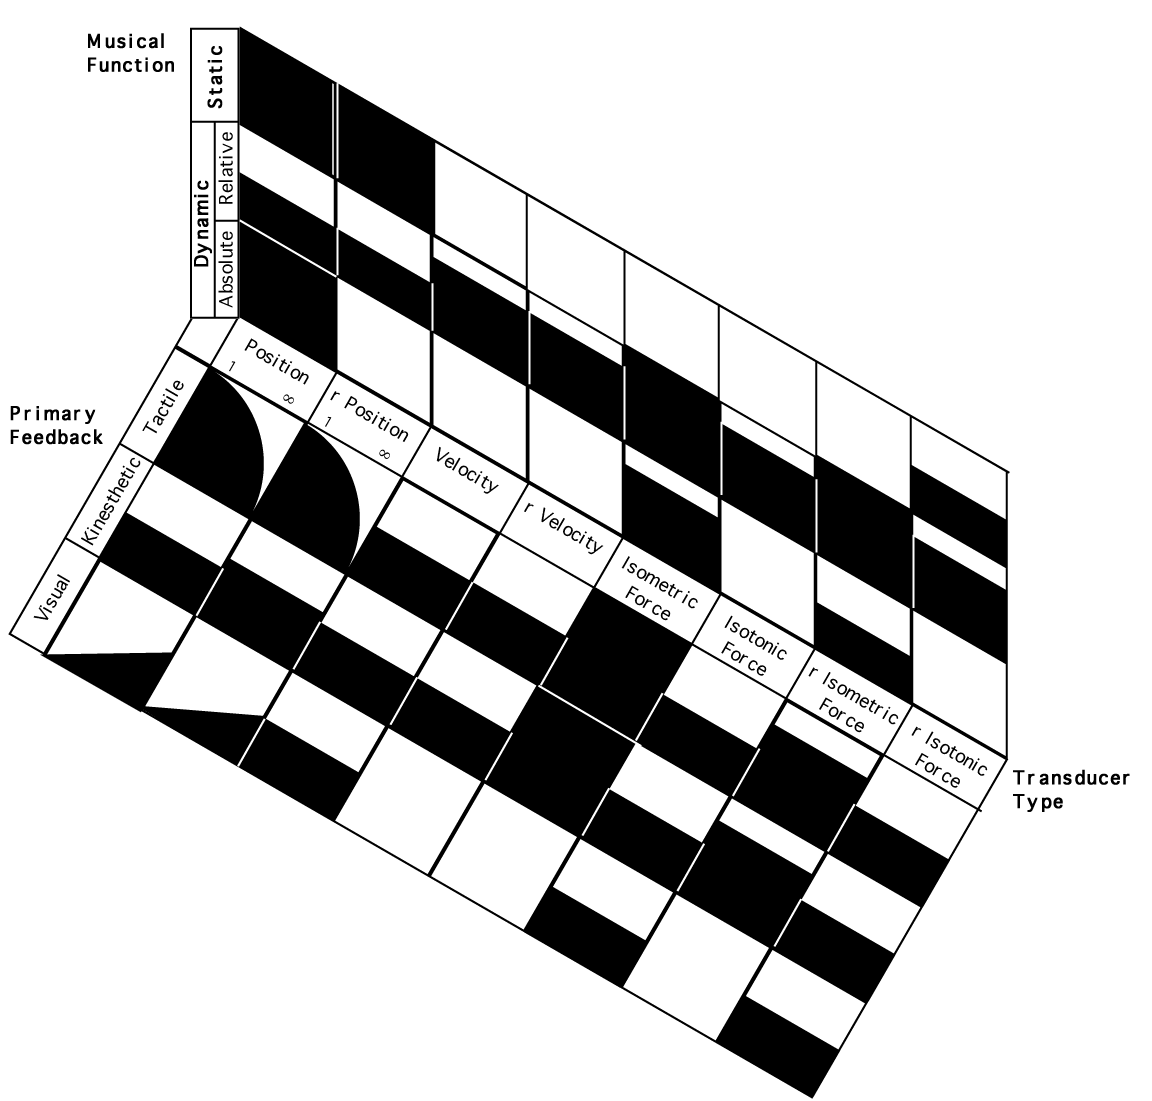 Musical
Function
Static
Dynamic
Relative
Absolute
Position
1
∞
r Position
1
∞
Velocity
r Velocity
Isometric
Force
Isotonic
Force
r Isometric
Force
r Isotonic
Force
Primary
Feedback
Tactile
Kinesthetic
Visual
Transducer
Type